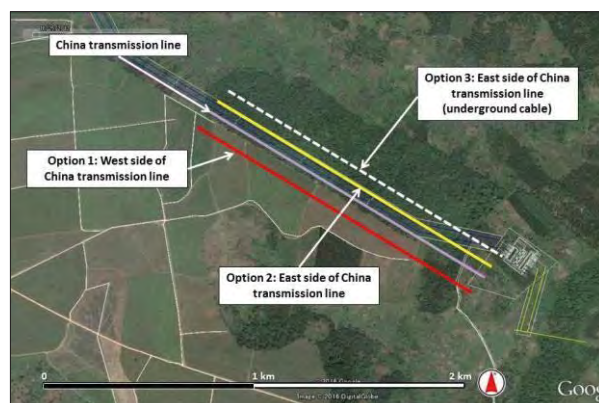 China transmission line
Option 3: East side of China
transmission line
(underground cable)
Option 1: West side of
China transmission line
Option 2: East side of China
transmission line
0
1 km
2 km
Goog